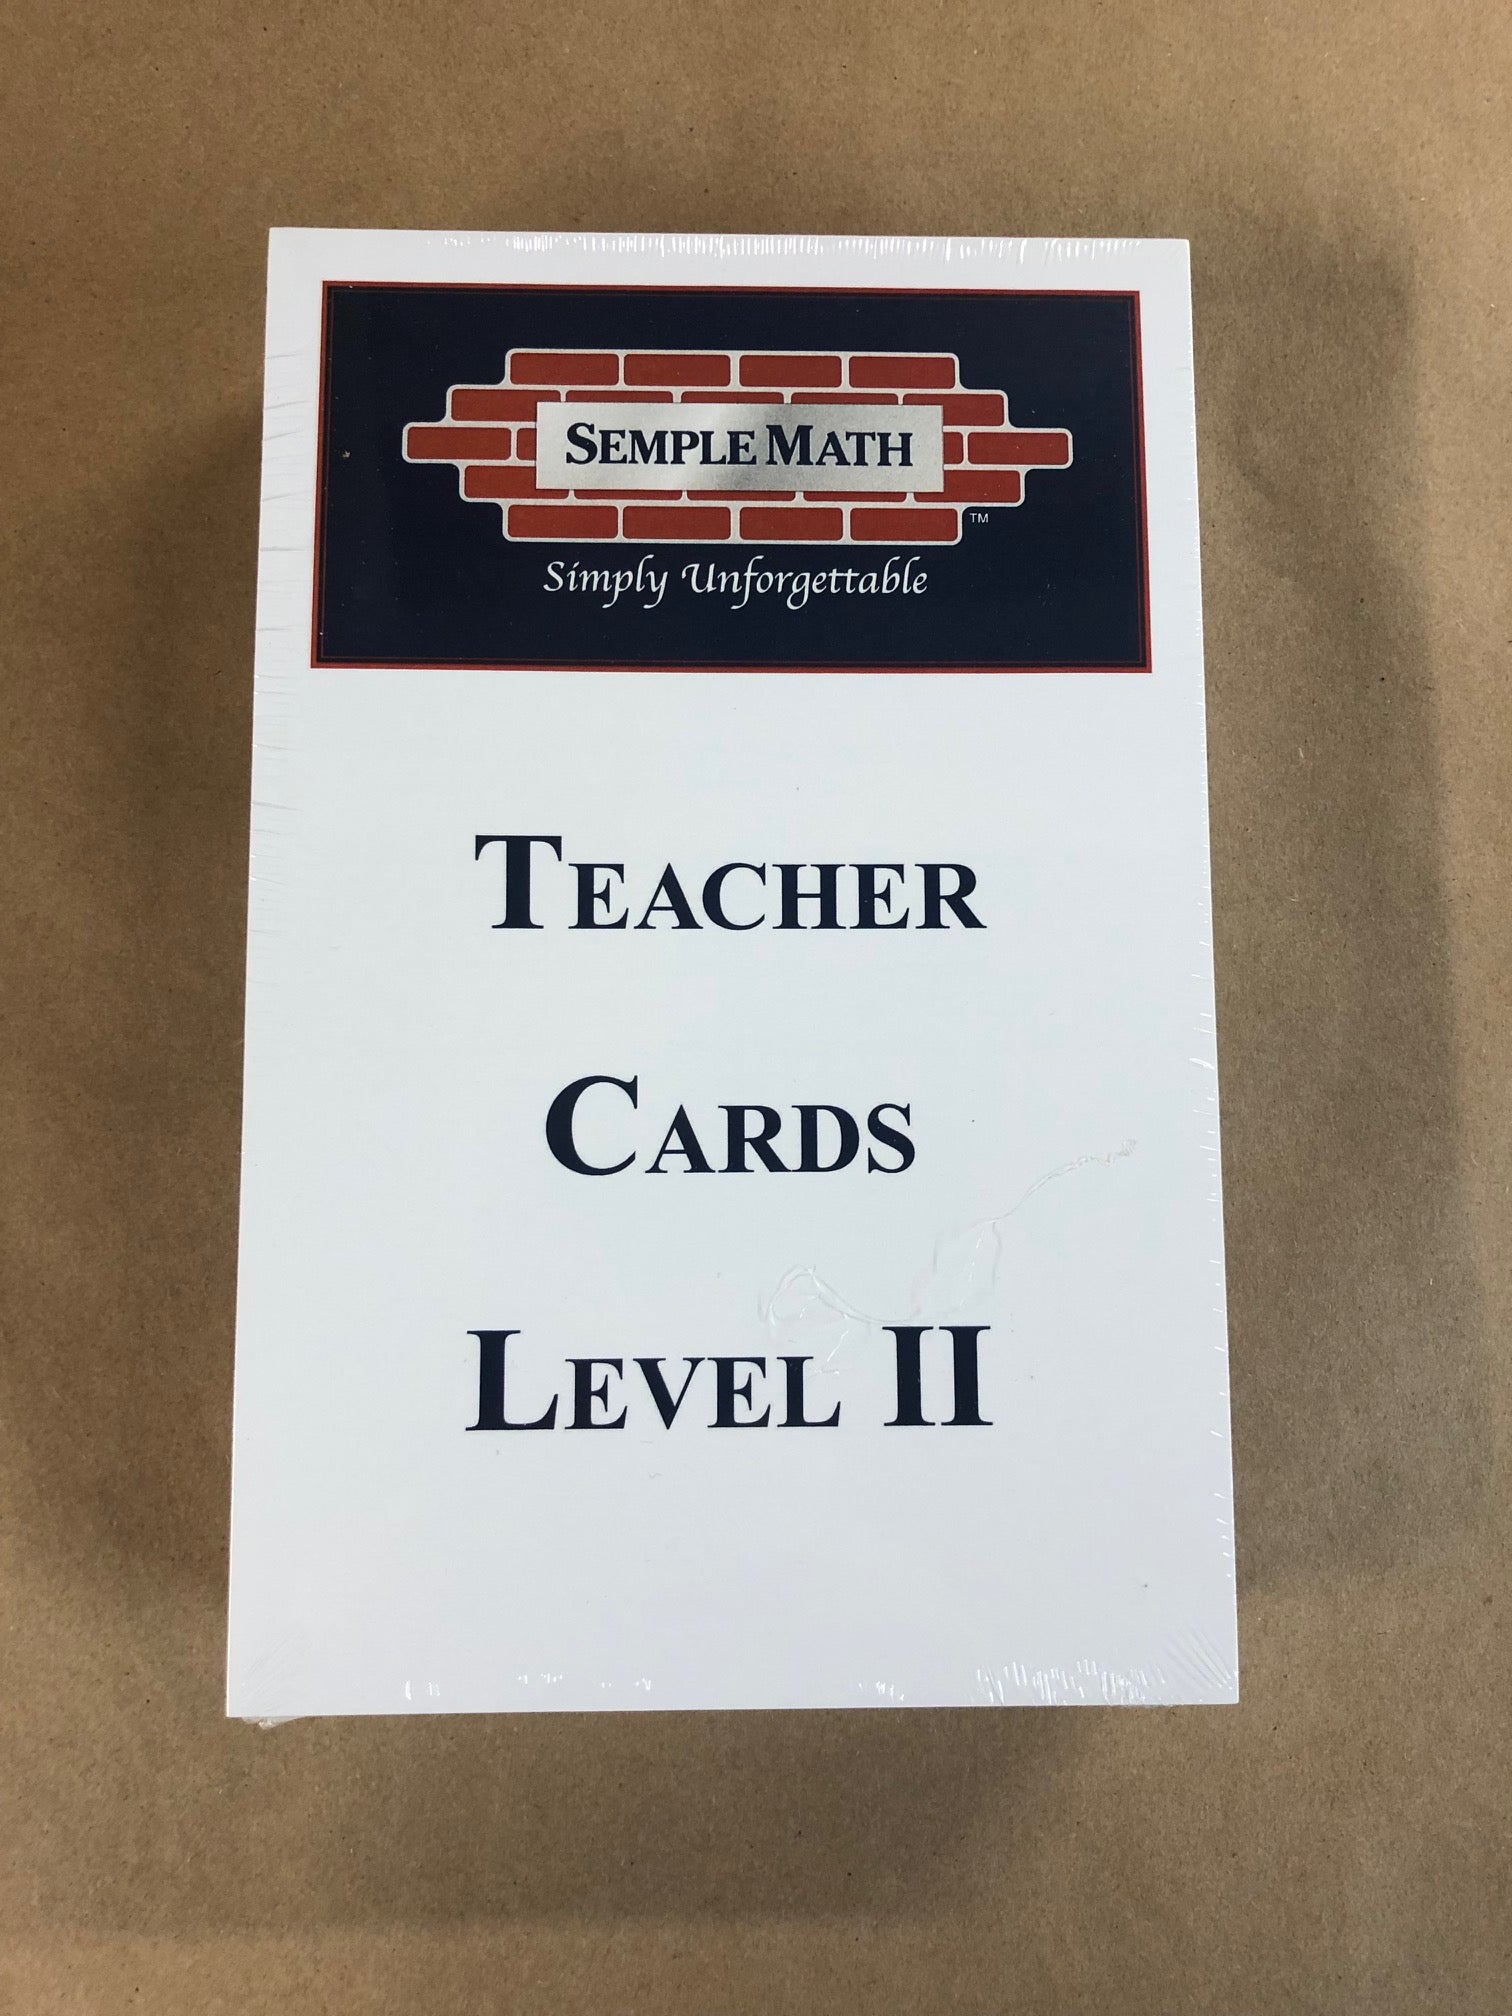 SEMPLE MATH
TM
Simply Unforgettable
TEACHER
CARDS
LEVEL II